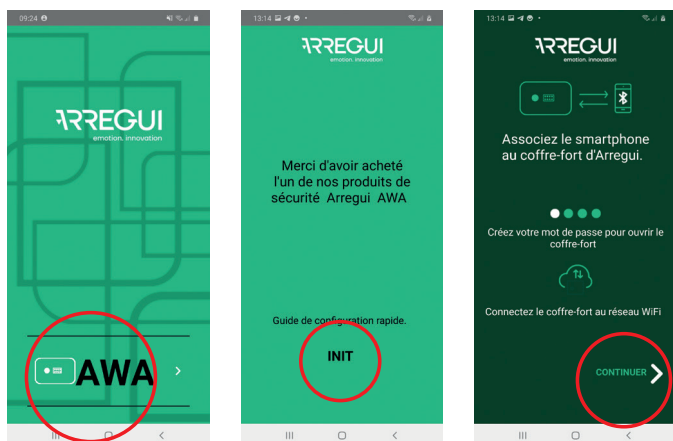 09:24
ARREGUI
emotion. innovation
AWA
13:14
ARREGUI
emotion. innovation
Merci d'avoir acheté
l'un de nos produits de
sécurité Arregui AWA
Guide de configuration rapide.
INIT
13:14
ARREGUI
emotion. innovation
Associez le smartphone
au coffre-fort d'Arregui.
Créez votre mot de passe pour ouvrir le
coffre-fort
Connectez le coffre-fort au réseau WiFi
CONTINUER